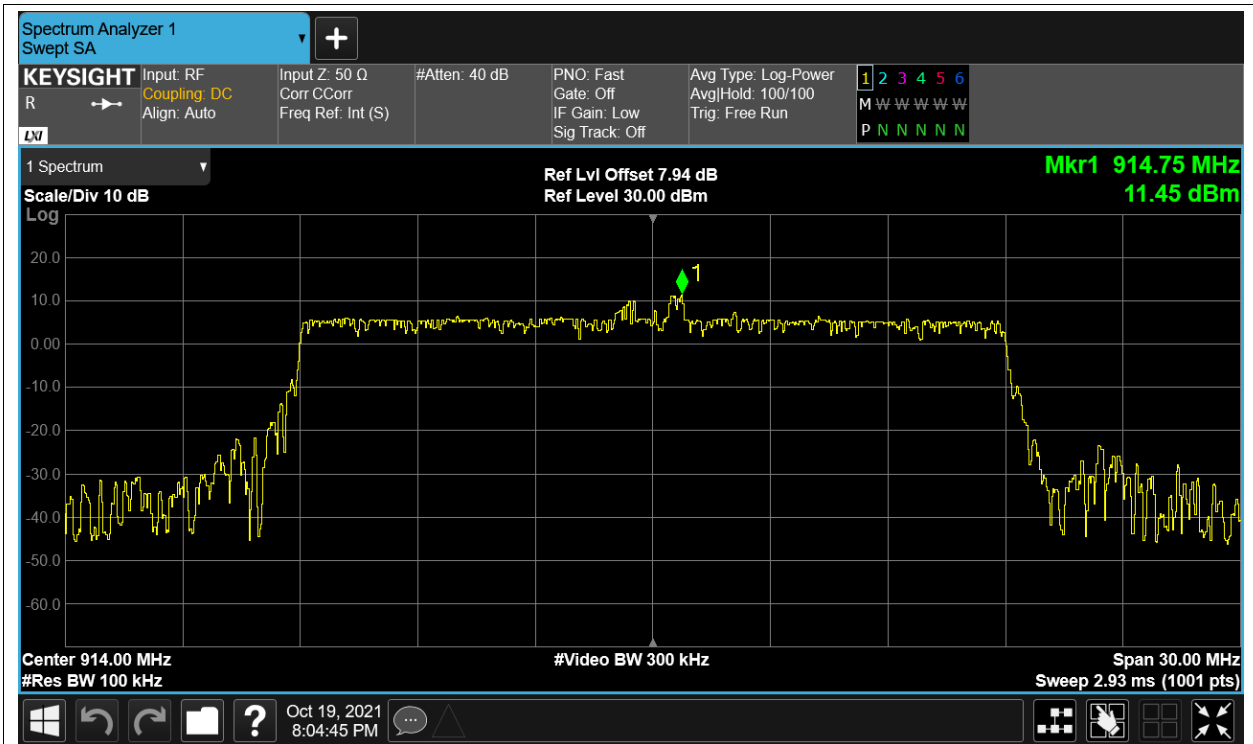 Spectrum Analyzer 1
Swept SA
KEYSIGHT
R
LXI
Input: RF
Coupling: DC
Align: Auto
Input Z: 50 Ω
Corr CCorr
Freq Ref: Int (S)
#Atten: 40 dB
PNO: Fast
Gate: Off
IF Gain: Low
Sig Track: Off
Avg Type: Log-Power
Avg|Hold: 100/100
Trig: Free Run
1 2 3 4 5 6
M W W W W W
P N N N N N
1 Spectrum
Scale/Div 10 dB
Ref Lvl Offset 7.94 dB
Ref Level 30.00 dBm
Mkr1 914.75 MHz
11.45 dBm
Log
20.0
10.0
0.00
-10.0
-20.0
-30.0
-40.0
-50.0
-60.0
1
Center 914.00 MHz
#Res BW 100 kHz
#Video BW 300 kHz
Span 30.00 MHz
Sweep 2.93 ms (1001 pts)
?
Oct 19, 2021
8:04:45 PM